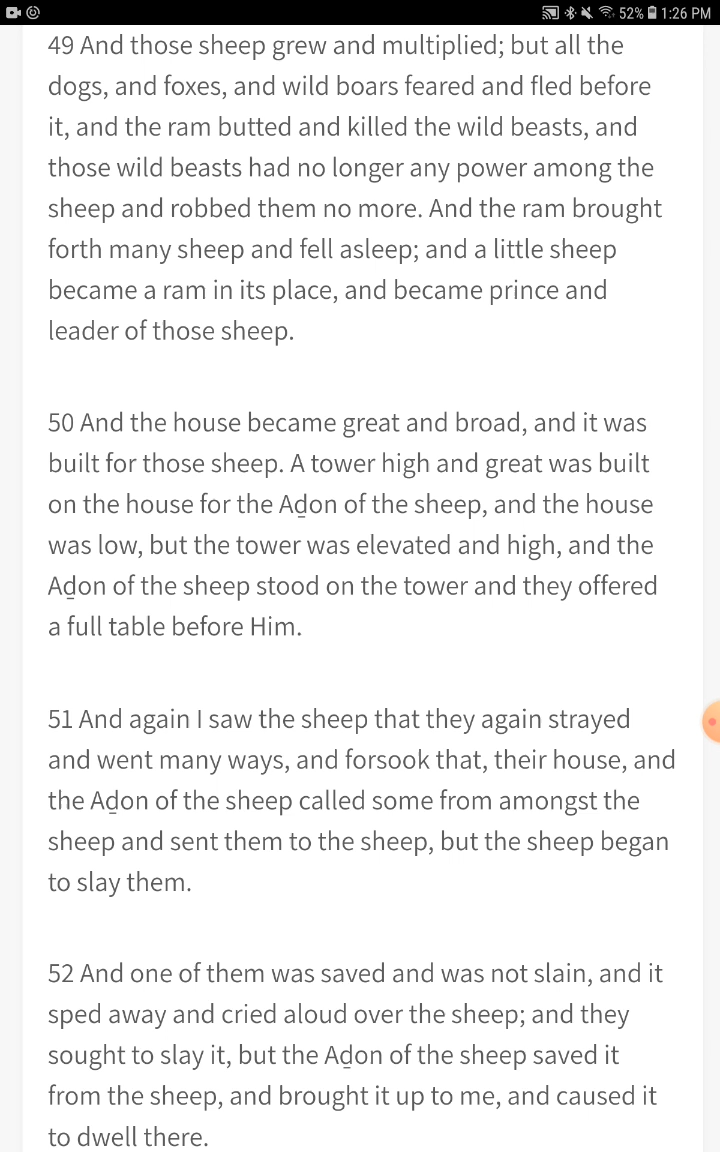 52% 1:26 PM
49 And those sheep grew and multiplied; but all the
dogs, and foxes, and wild boars feared and fled before
it, and the ram butted and killed the wild beasts, and
those wild beasts had no longer any power among the
sheep and robbed them no more. And the ram brought
forth many sheep and fell asleep; and a little sheep
became a ram in its place, and became prince and
leader of those sheep.
50 And the house became great and broad, and it was
built for those sheep. A tower high and great was built
on the house for the Aḏon of the sheep, and the house
was low, but the tower was elevated and high, and the
Aḏon of the sheep stood on the tower and they offered
a full table before Him.
51 And again I saw the sheep that they again strayed
and went many ways, and forsook that, their house, and
the Aḏon of the sheep called some from amongst the
sheep and sent them to the sheep, but the sheep began
to slay them.
52 And one of them was saved and was not slain, and it
sped away and cried aloud over the sheep; and they
sought to slay it, but the Aḏon of the sheep saved it
from the sheep, and brought it up to me, and caused it
to dwell there.